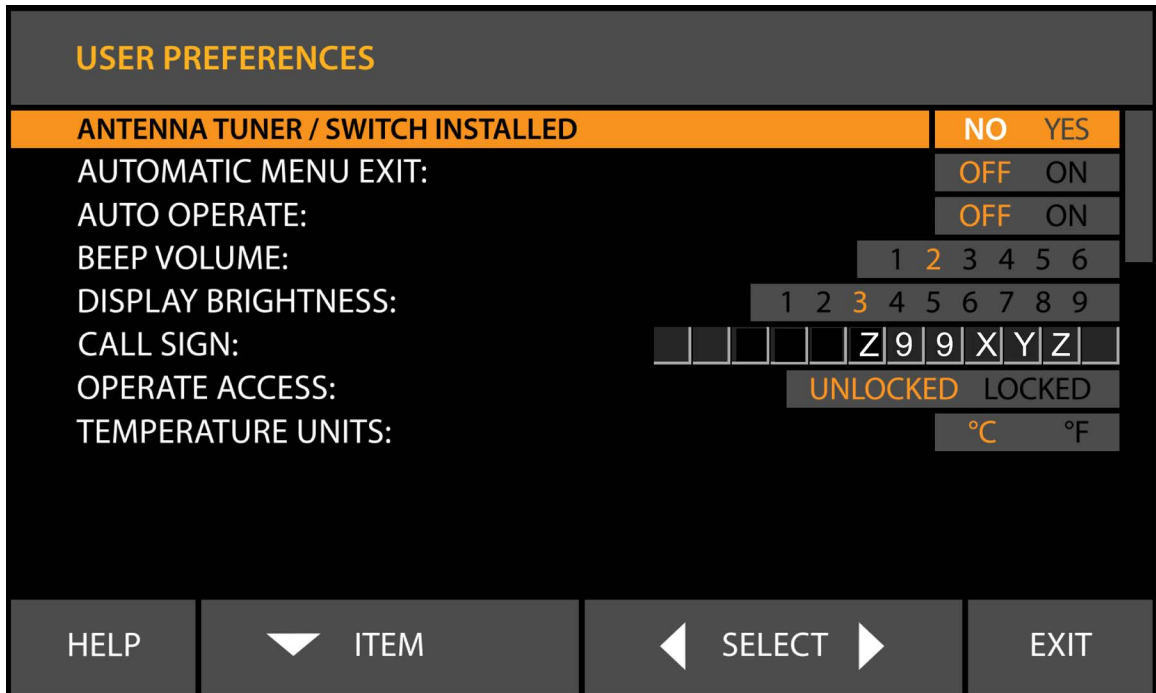 USER PREFERENCES
ANTENNA TUNER / SWITCH INSTALLED NO YES
AUTOMATIC MENU EXIT: OFF ON
AUTO OPERATE: OFF ON
BEEP VOLUME: 1 2 3 4 5 6
DISPLAY BRIGHTNESS: 1 2 3 4 5 6 7 8 9
CALL SIGN: Z99XYZ
OPERATE ACCESS: UNLOCKED LOCKED
TEMPERATURE UNITS: °C °F
HELP ITEM SELECT EXIT